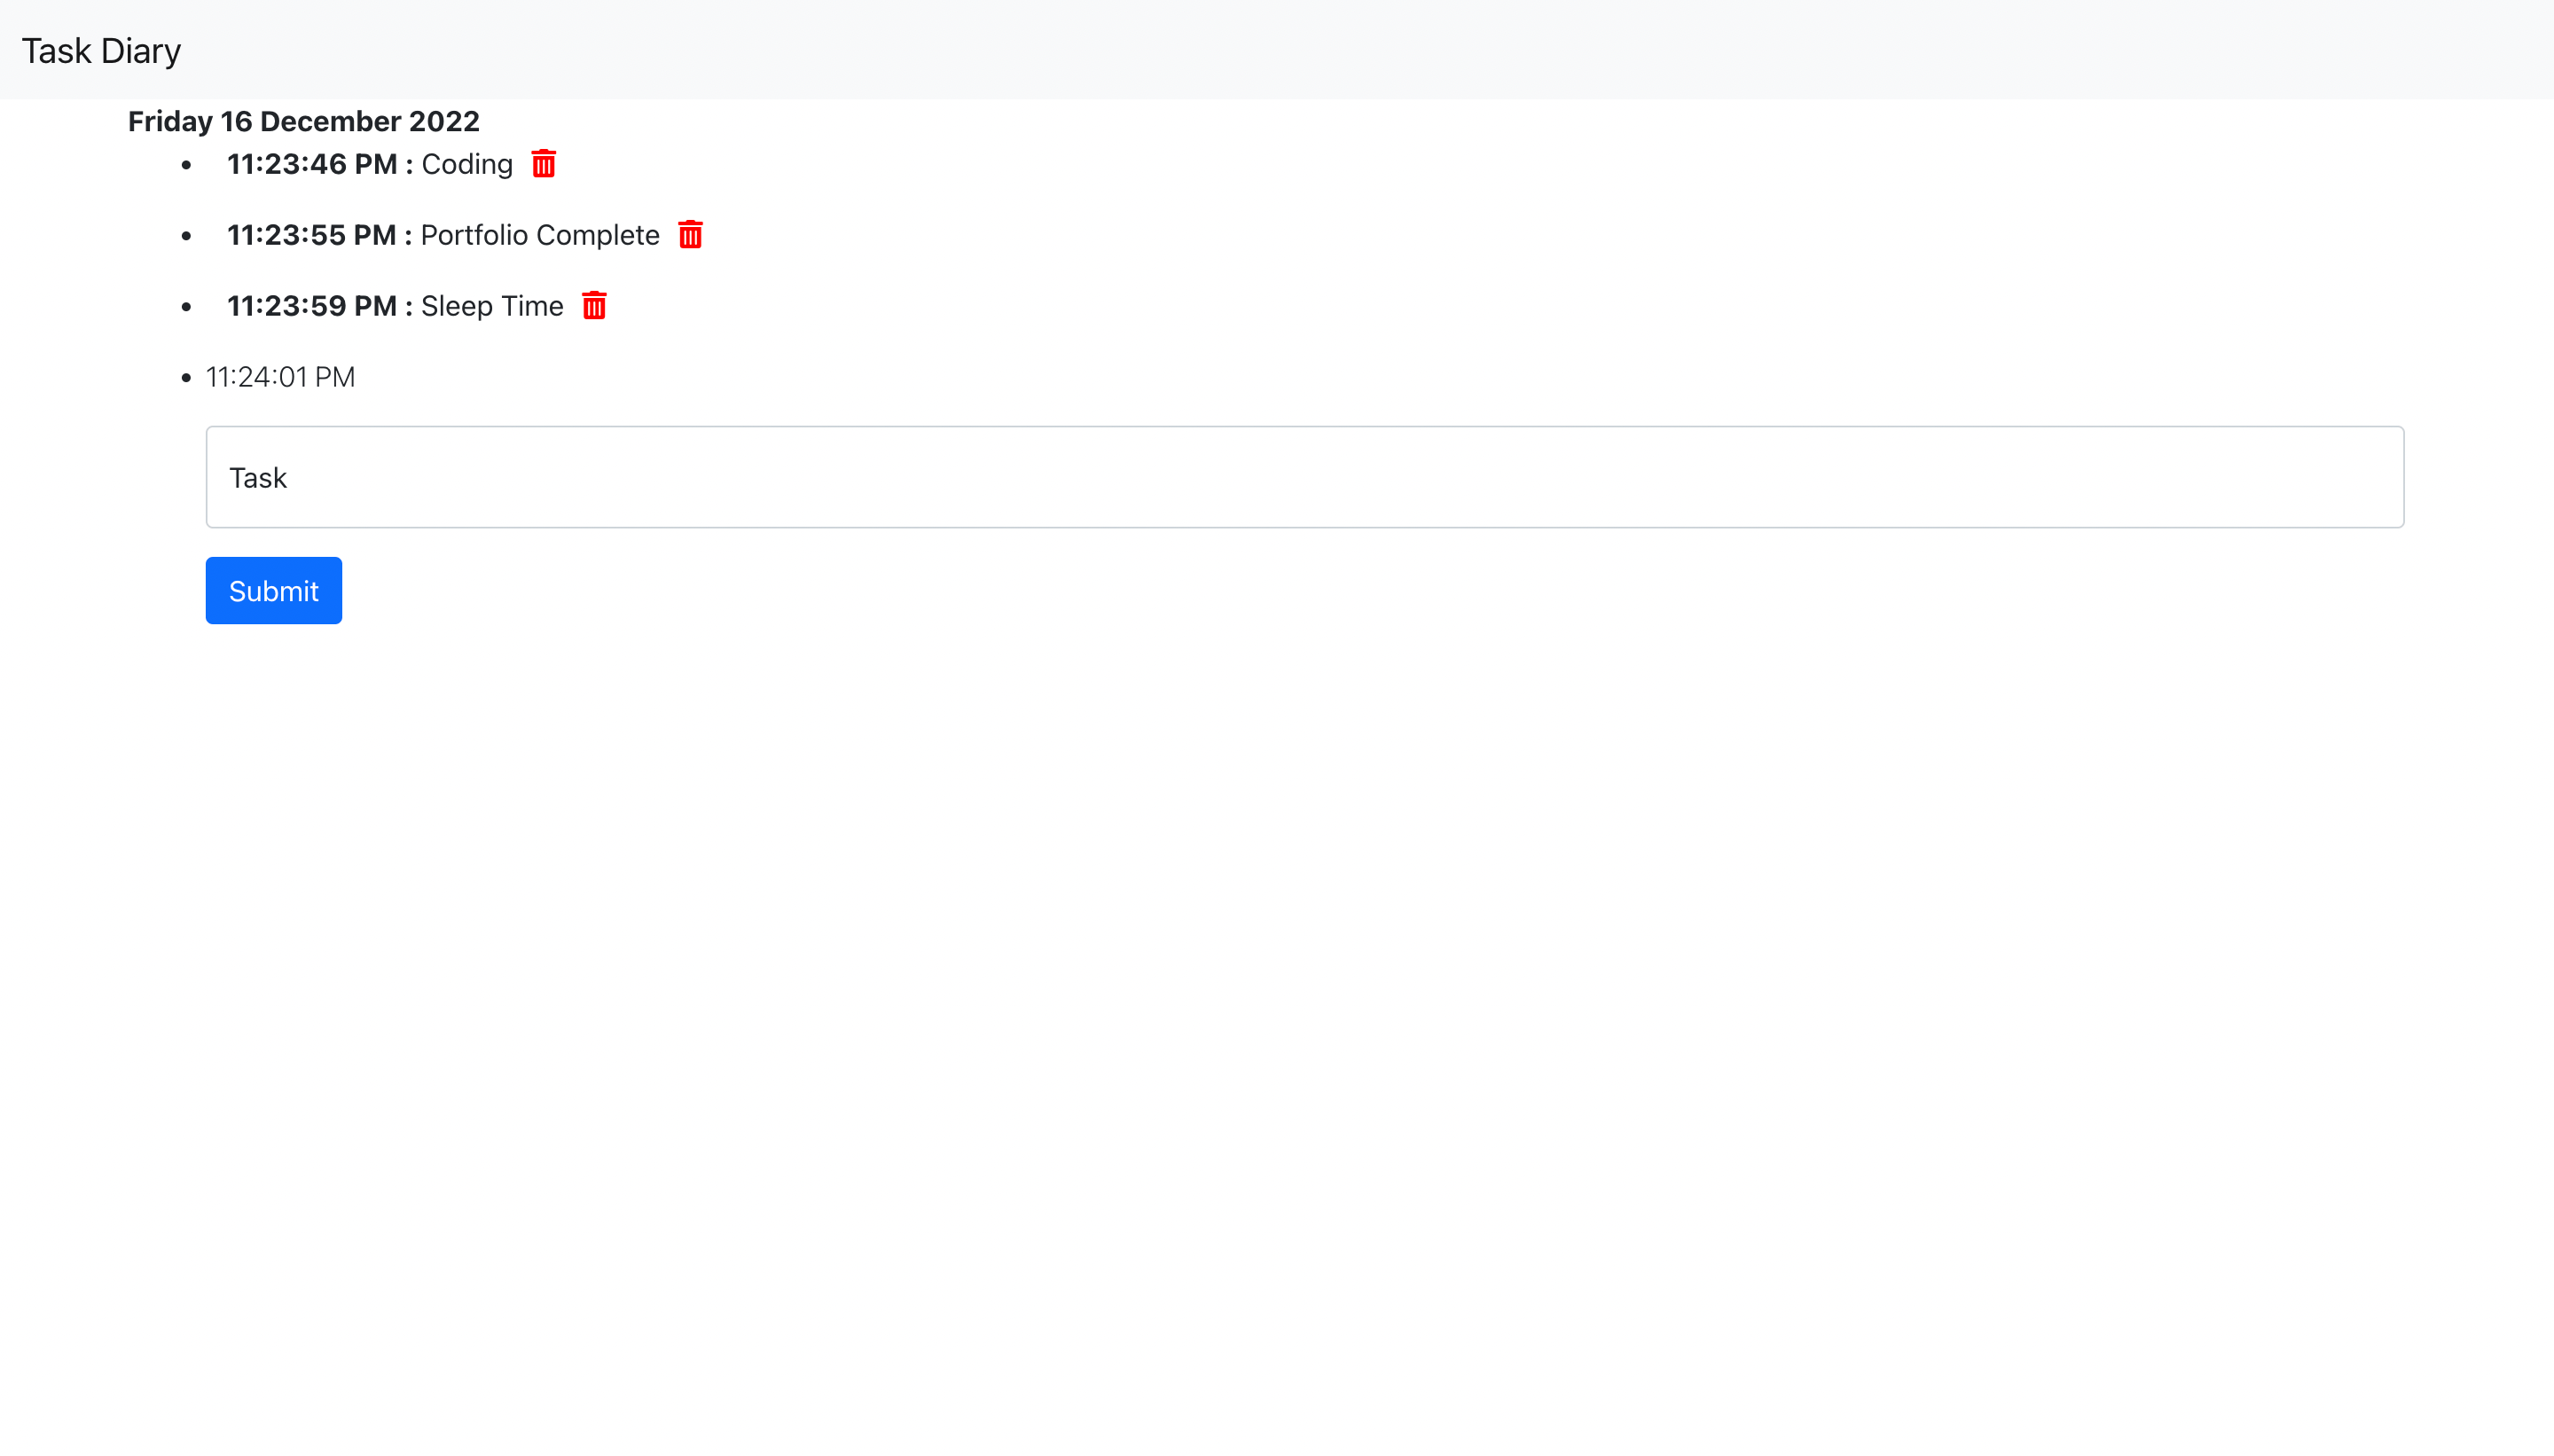 Task Diary
Friday 16 December 2022
• 11:23:46 PM : Coding
• 11:23:55 PM : Portfolio Complete
• 11:23:59 PM : Sleep Time
• 11:24:01 PM
Task
Submit